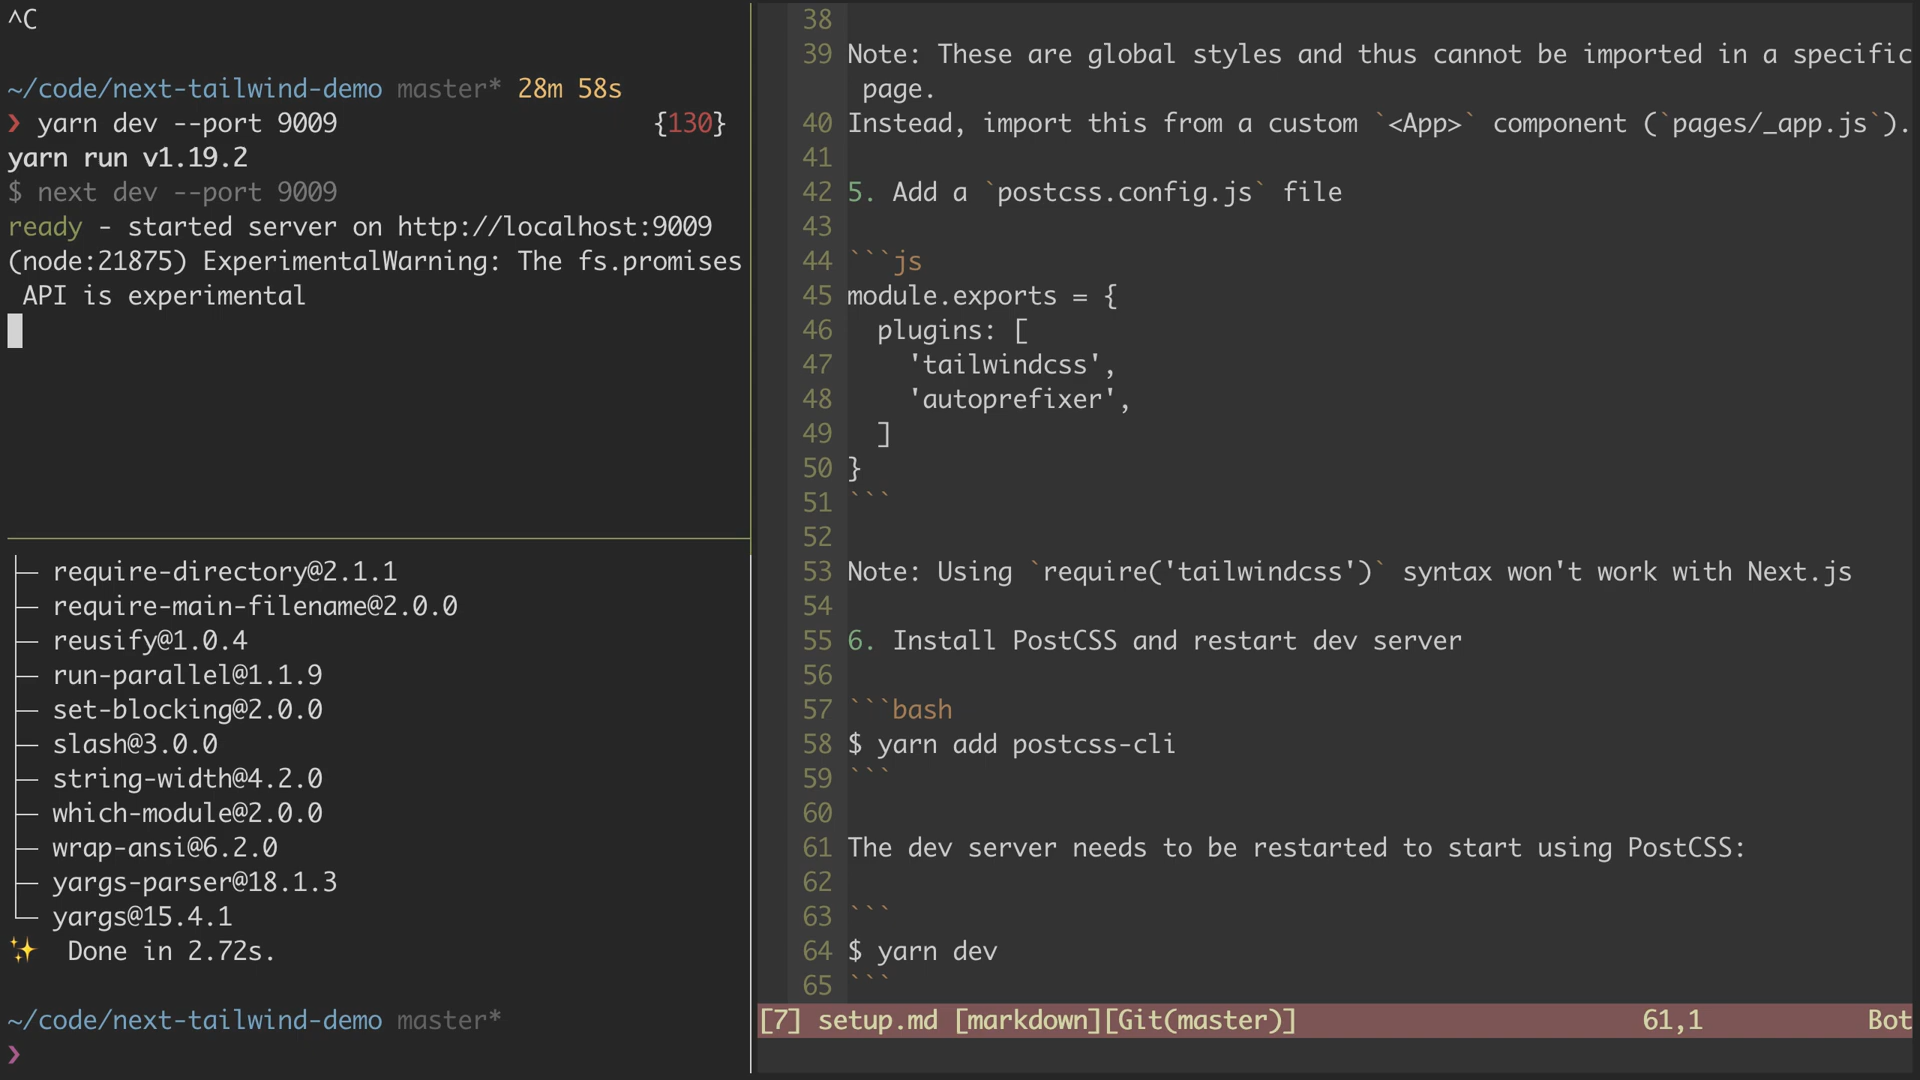 ^C
~/code/next-tailwind-demo master* 28m 58s
❯ yarn dev --port 9009 {130}
yarn run v1.19.2
$ next dev --port 9009
ready - started server on http://localhost:9009
(node:21875) ExperimentalWarning: The fs.promises
API is experimental
├─ require-directory@2.1.1
├─ require-main-filename@2.0.0
├─ reusify@1.0.4
├─ run-parallel@1.1.9
├─ set-blocking@2.0.0
├─ slash@3.0.0
├─ string-width@4.2.0
├─ which-module@2.0.0
├─ wrap-ansi@6.2.0
├─ yargs-parser@18.1.3
└─ yargs@15.4.1
✨ Done in 2.72s.
~/code/next-tailwind-demo master*
❯
38
39 Note: These are global styles and thus cannot be imported in a specific
page.
40 Instead, import this from a custom `<App>` component (`pages/_app.js`).
41
42 5. Add a `postcss.config.js` file
43
44 ```js
45 module.exports = {
46   plugins: [
47     'tailwindcss',
48     'autoprefixer',
49   ]
50 }
51 ```
52
53 Note: Using `require('tailwindcss')` syntax won't work with Next.js
54
55 6. Install PostCSS and restart dev server
56
57 ```bash
58 $ yarn add postcss-cli
59 ```
60
61 The dev server needs to be restarted to start using PostCSS:
62
63 ```
64 $ yarn dev
65 ```
[7] setup.md [markdown][Git(master)] 61,1 Bot